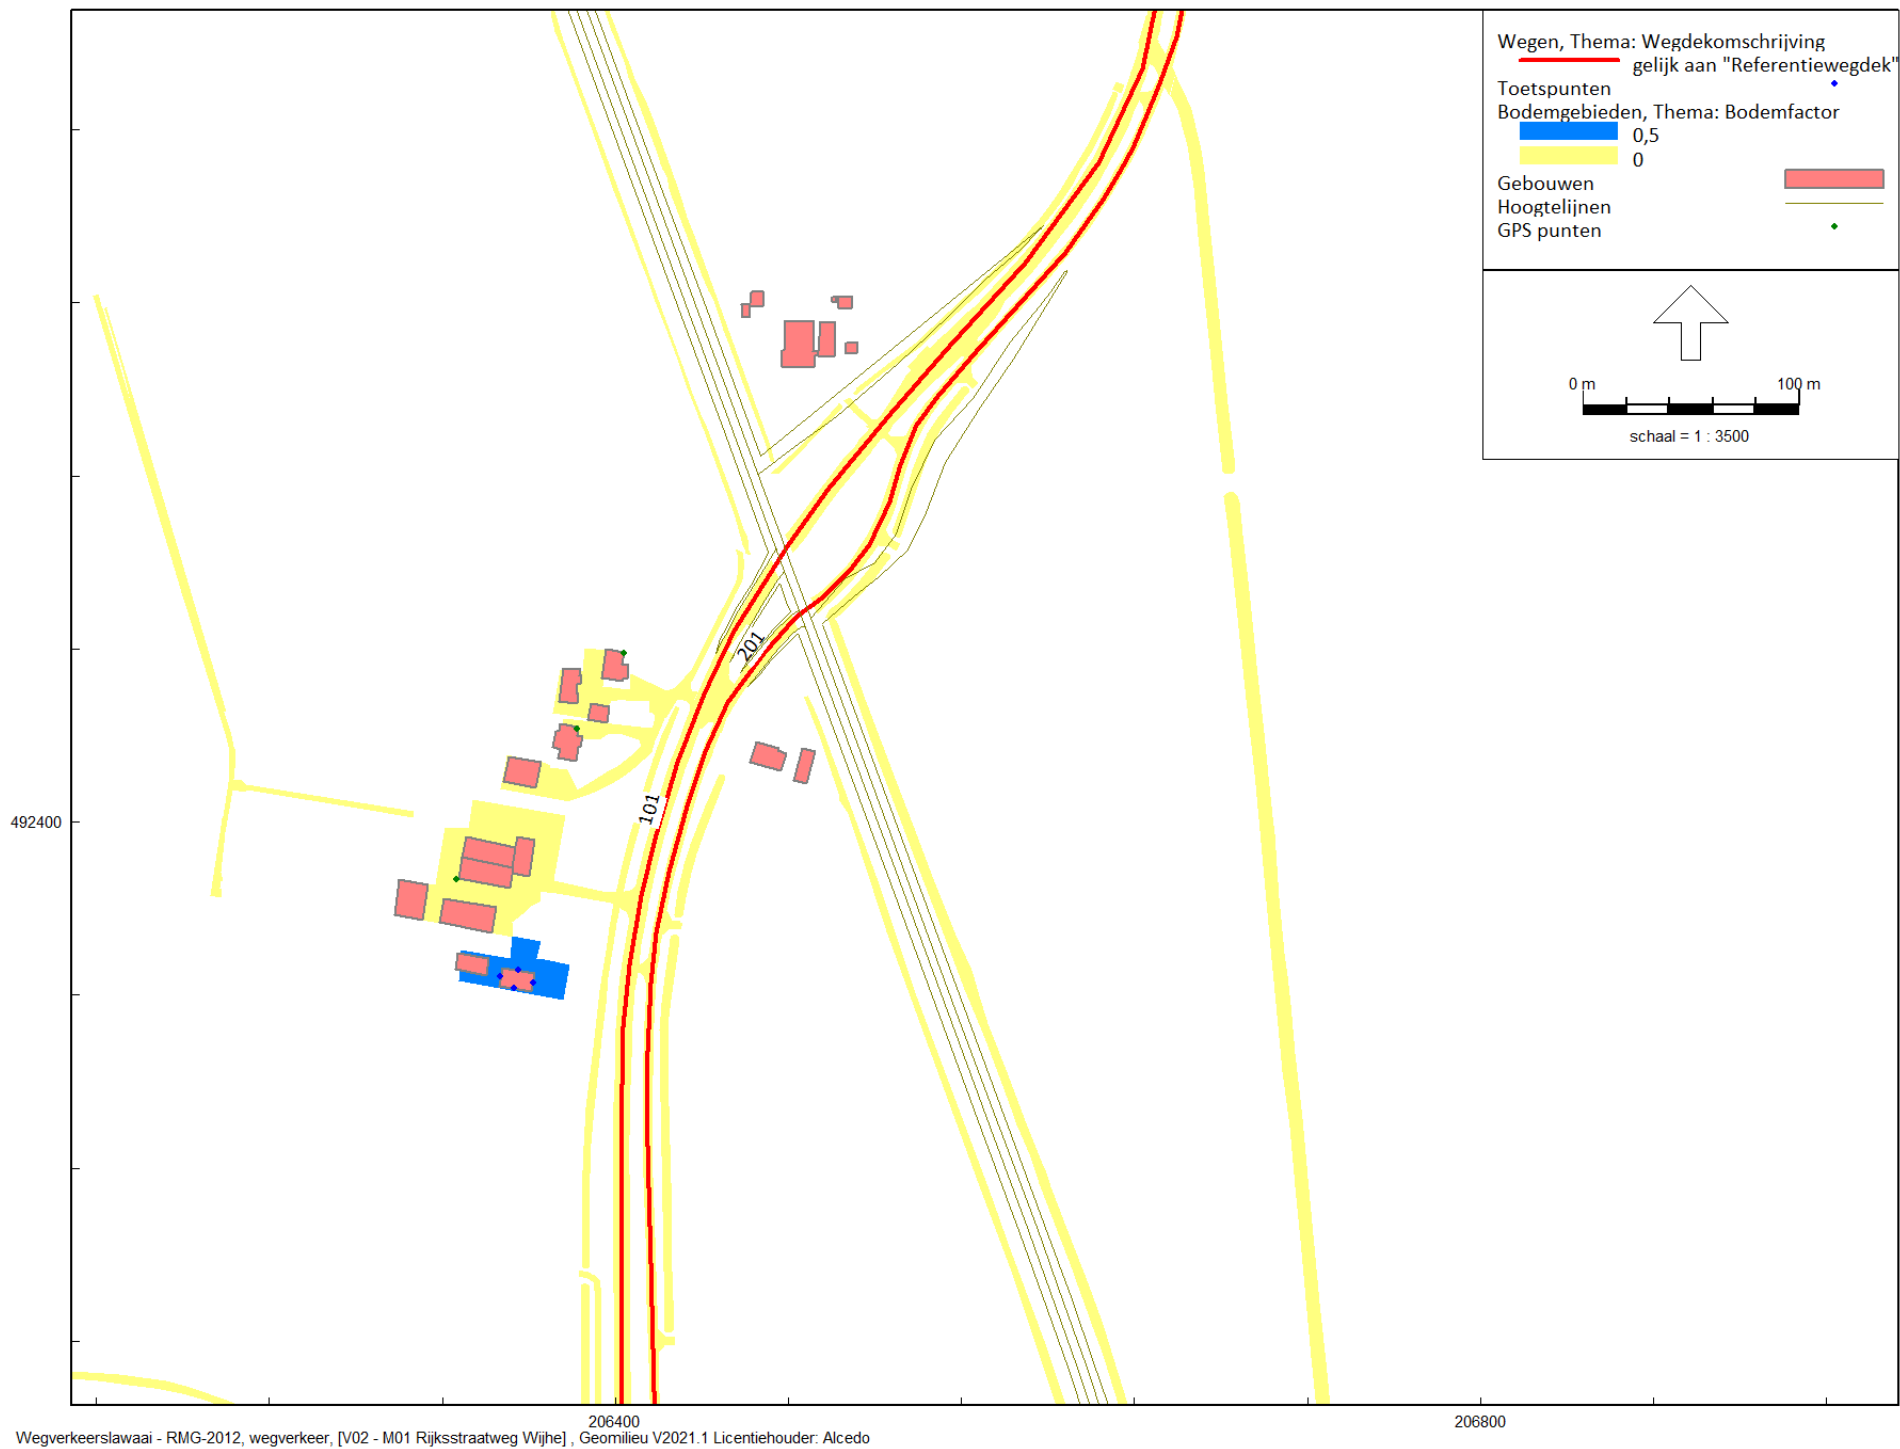 Wegen, Thema: Wegdekomschrijving
gelijk aan "Referentiewegdek"
Toetspunten
Bodemgebieden, Thema: Bodemfactor
0,5
0
Gebouwen
Hoogtelijnen
GPS punten
0 m 100 m
schaal = 1 : 3500
201
101
492400
206400 206800
Wegverkeerslawaai - RMG-2012, wegverkeer, [V02 - M01 Rijksstraatweg Wijhe] , Geomilieu V2021.1 Licentiehouder: Alcedo